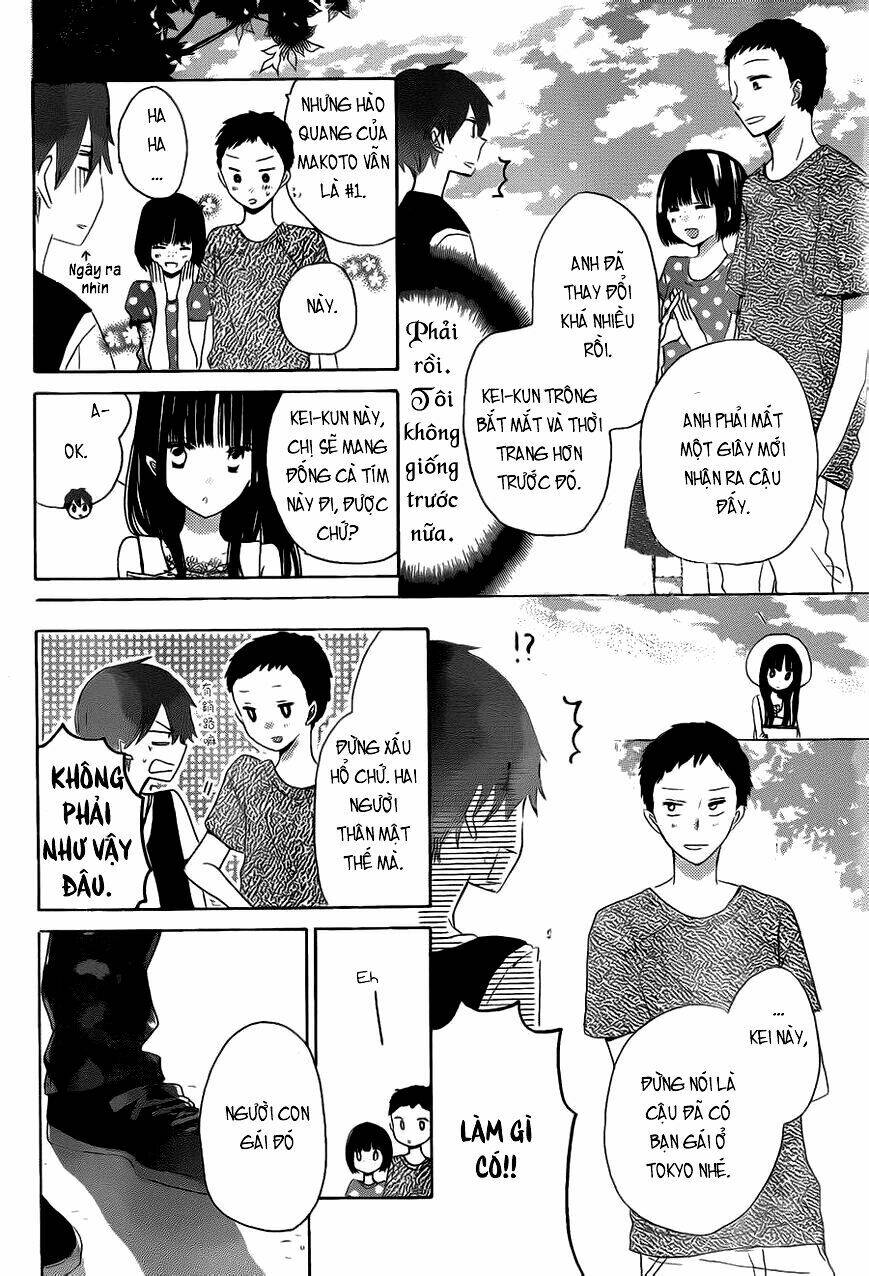 ANH PHẢI MẤT
MỘT GIÂY MỚI
NHẬN RA CẬU
ĐẤY.
ANH ĐÃ
THAY ĐỔI
KHÁ NHIỀU
RỒI.
KEI-KUN TRÔNG
BẮT MẮT VÀ THỜI
TRANG HƠN
TRƯỚC ĐÓ.
Phải
rồi.
Tôi
không
giống
trước
nữa.
NHƯNG HÀO
QUANG CỦA
MAKOTO VẪN
LÀ #1.
HA
HA
...
Ngây ra
nhìn
NÀY.
KEI-KUN NÀY,
CHỊ SẼ MANG
ĐỐNG CÀ TÍM
NÀY ĐI, ĐƯỢC
CHỨ?
A-
OK.
!?
...
KEI NÀY,
ĐỪNG NÓI LÀ
CẬU ĐÃ CÓ
BẠN GÁI Ở
TOKYO NHÉ.
LÀM GÌ
CÓ!!
ĐỪNG XẤU
HỔ CHỨ. HAI
NGƯỜI
THÂN MẬT
THẾ MÀ.
KHÔNG
PHẢI
NHƯ VẬY
ĐÂU.
Eh
NGƯỜI CON
GÁI ĐÓ